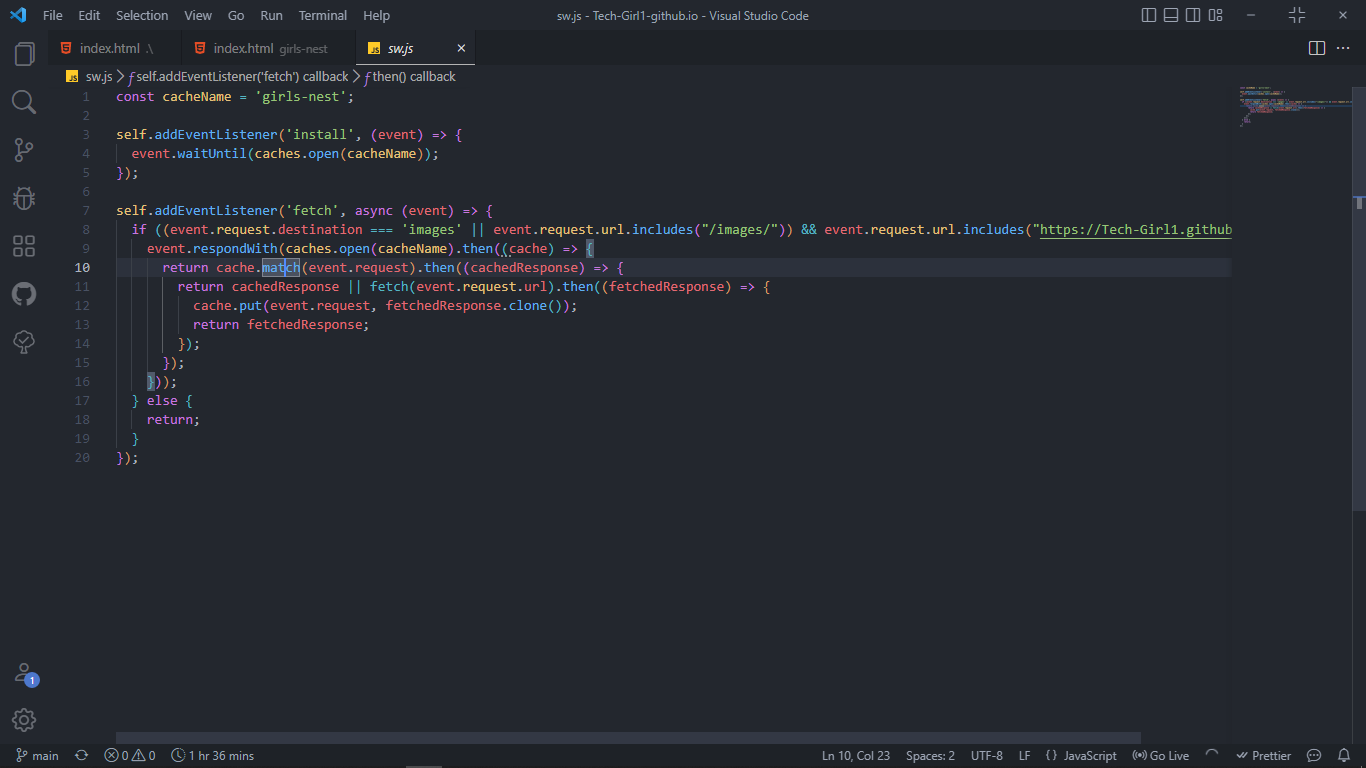 File Edit Selection View Go Run Terminal Help sw.js - Tech-Girl1-github.io - Visual Studio Code
index.html .\ index.html girls-nest JS sw.js
JS sw.js > self.addEventListener('fetch') callback > then() callback
1 const cacheName = 'girls-nest';
2
3 self.addEventListener('install', (event) => {
4 event.waitUntil(caches.open(cacheName));
5 });
6
7 self.addEventListener('fetch', async (event) => {
8 if ((event.request.destination === 'images' || event.request.url.includes("/images/")) && event.request.url.includes("https://Tech-Girl1.github
9 event.respondWith(caches.open(cacheName).then((cache) => {
10 return cache.match(event.request).then((cachedResponse) => {
11 return cachedResponse || fetch(event.request.url).then((fetchedResponse) => {
12 cache.put(event.request, fetchedResponse.clone());
13 return fetchedResponse;
14 });
15 });
16 }));
17 } else {
18 return;
19 }
20 });
1
main 0 0 1 hr 36 mins Ln 10, Col 23 Spaces: 2 UTF-8 LF {} JavaScript Go Live Prettier